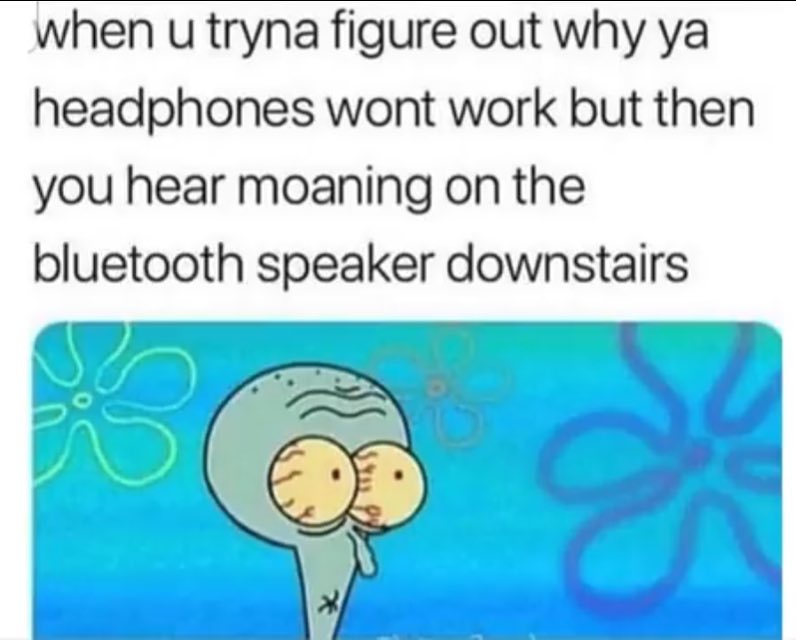 when u tryna figure out why ya
headphones wont work but then
you hear moaning on the
bluetooth speaker downstairs